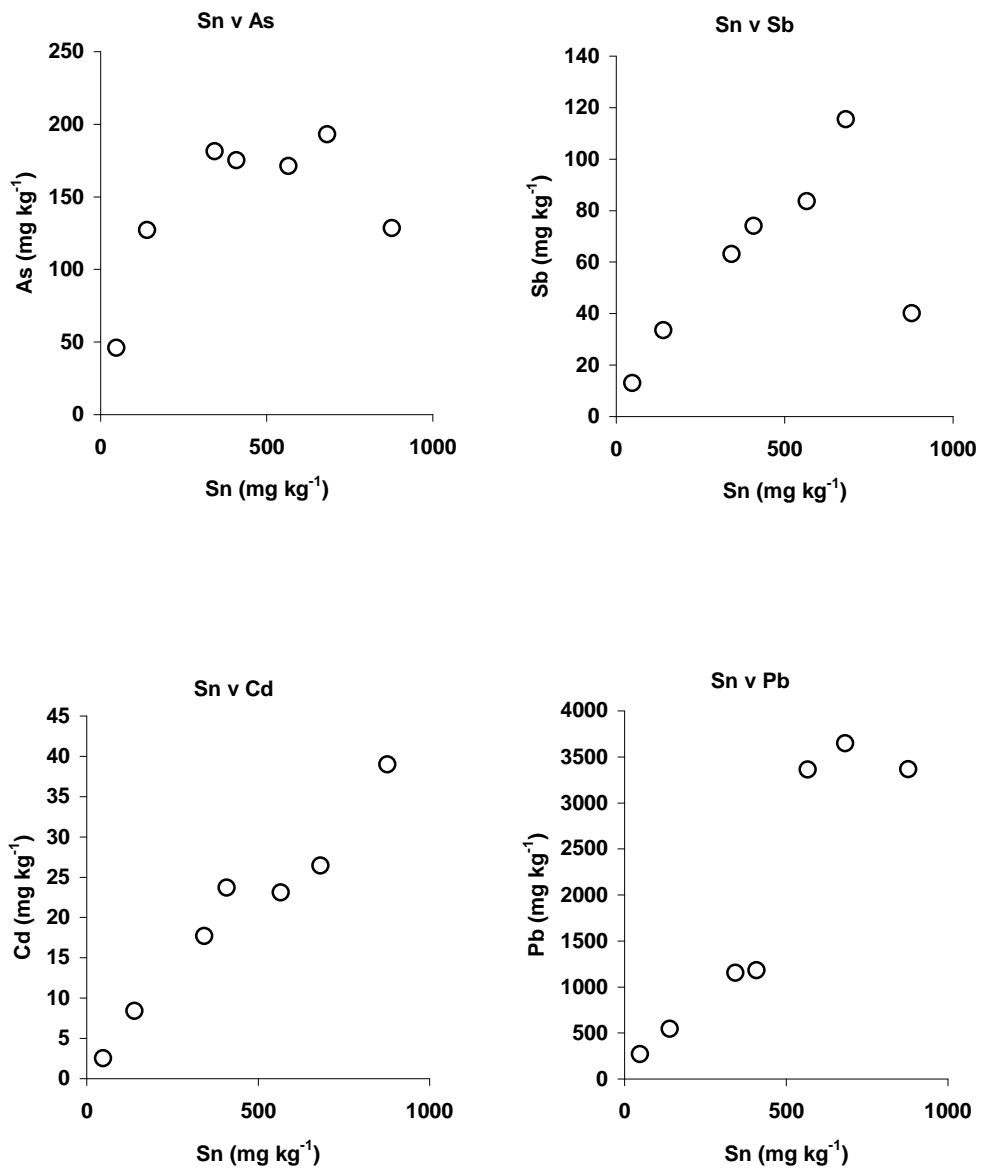 Sn v As
250
200
150
100
50
0
As (mg kg⁻¹)
0 500 1000
Sn (mg kg⁻¹)
Sn v Sb
140
120
100
80
60
40
20
0
Sb (mg kg⁻¹)
0 500 1000
Sn (mg kg⁻¹)
Sn v Cd
45
40
35
30
25
20
15
10
5
0
Cd (mg kg⁻¹)
0 500 1000
Sn (mg kg⁻¹)
Sn v Pb
4000
3500
3000
2500
2000
1500
1000
500
0
Pb (mg kg⁻¹)
0 500 1000
Sn (mg kg⁻¹)